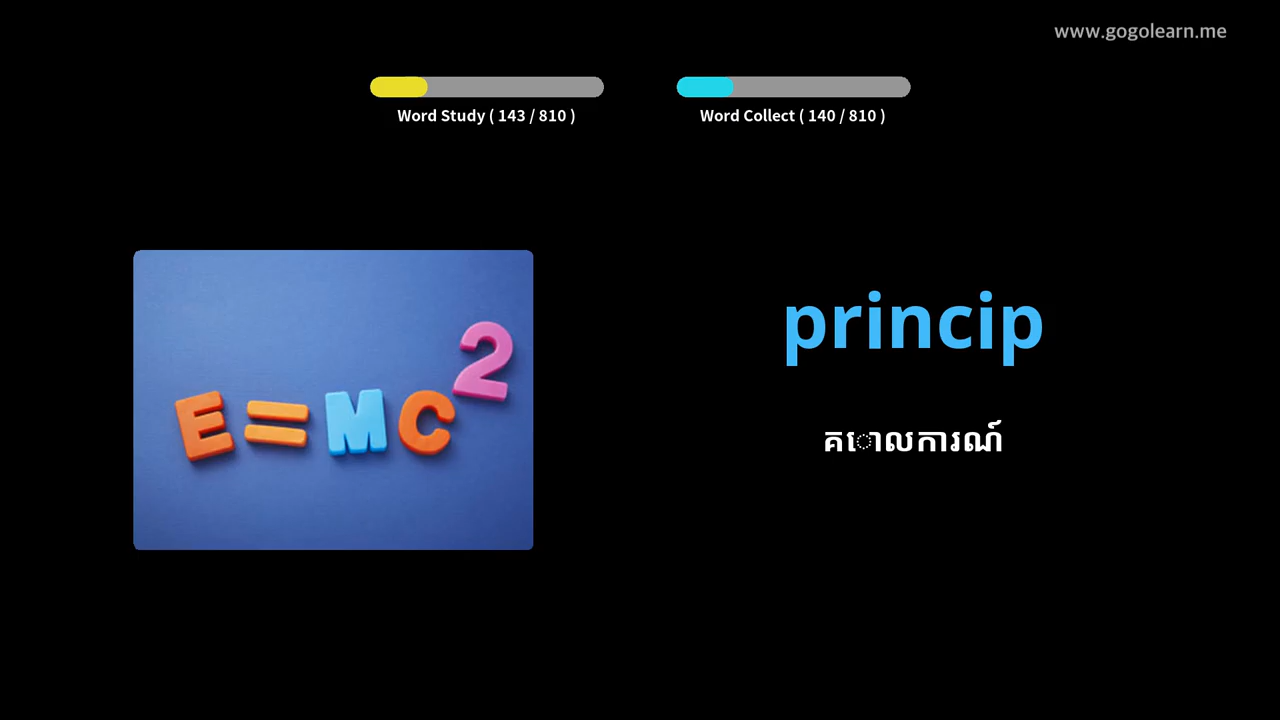 www.gogolearn.me
Word Study ( 143 / 810 )
Word Collect ( 140 / 810 )
E=MC2
princip
គោលការណ៍